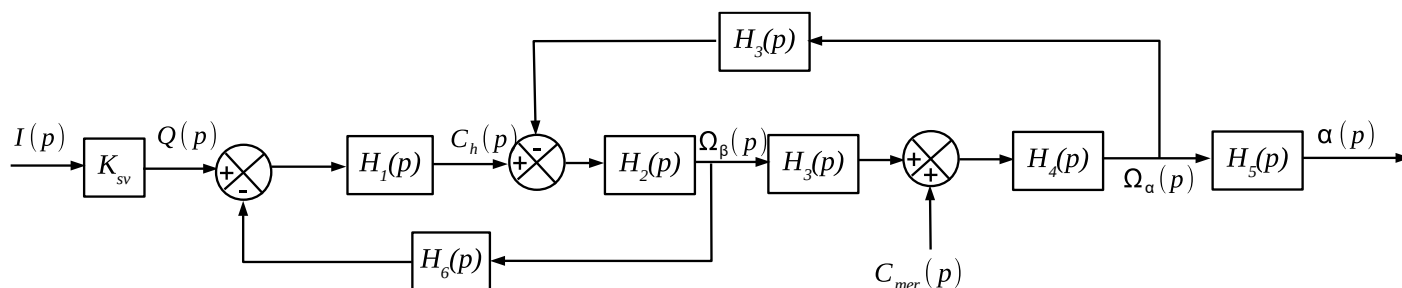 H3(p)
I(p)
Ksv
Q(p)
+
-
H1(p)
Ch(p)
-
+
H2(p)
Ωβ(p)
H3(p)
+
+
H4(p)
Ωα(p)
H5(p)
α(p)
H6(p)
Cmer(p)